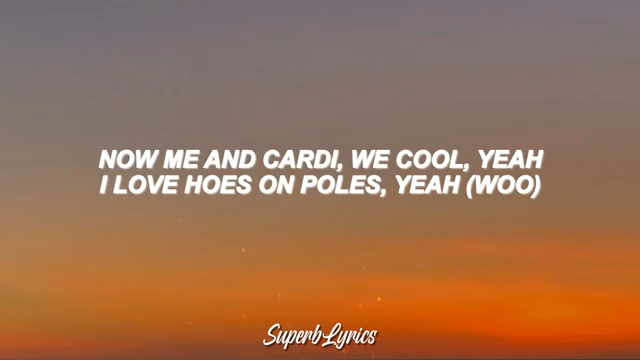 NOW ME AND CARDI, WE COOL, YEAH
I LOVE HOES ON POLES, YEAH (WOO)
SuperbLyrics